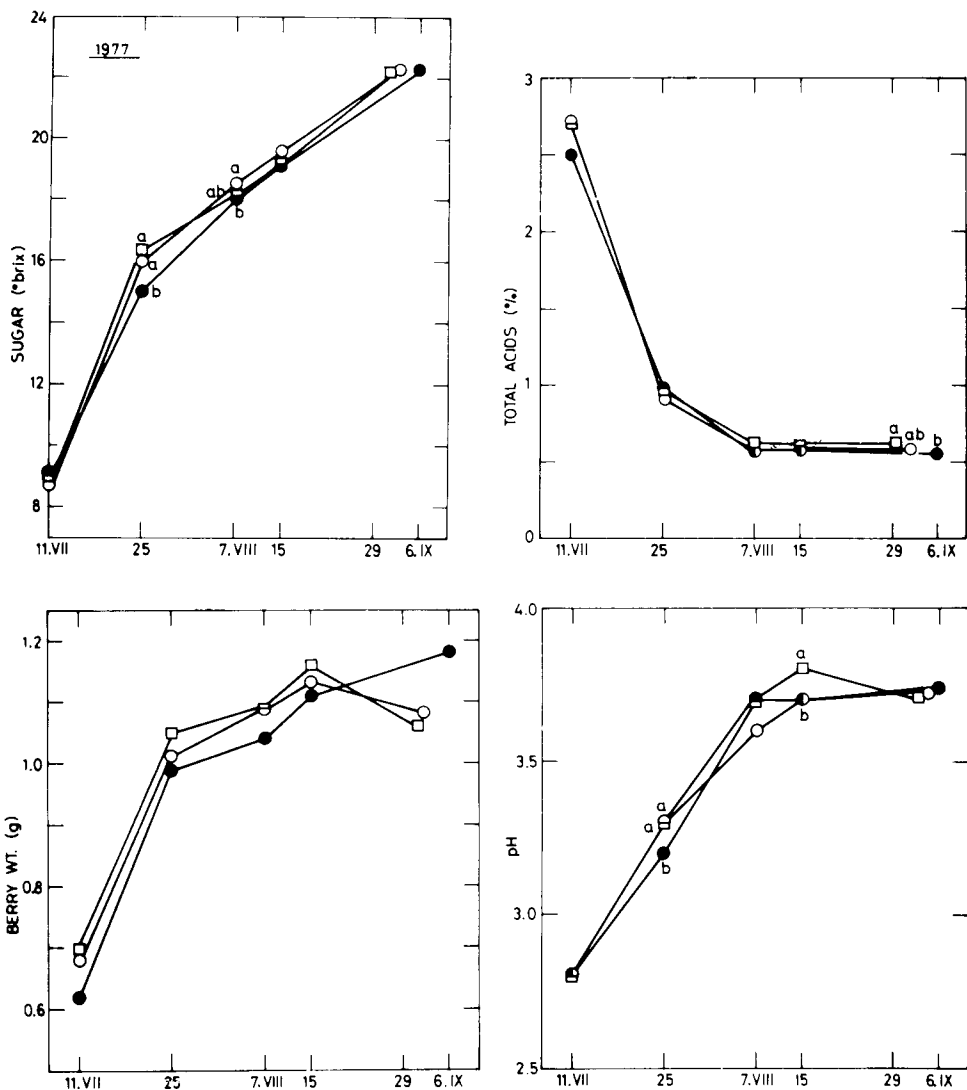 1977
SUGAR (°brix)
24
20
16
12
8
a
a
b
a
ab
b
11.VII 25 7.VIII 15 29 6.IX
TOTAL ACIDS (%)
3
2
1
0
a ab b
11.VII 25 7.VIII 15 29 6.IX
BERRY WT. (g)
1.2
1.0
0.8
0.6
11.VII 25 7.VIII 15 29 6.IX
pH
4.0
3.5
3.0
2.5
a
a
b
a
b
11.VII 25 7.VIII 15 29 6.IX